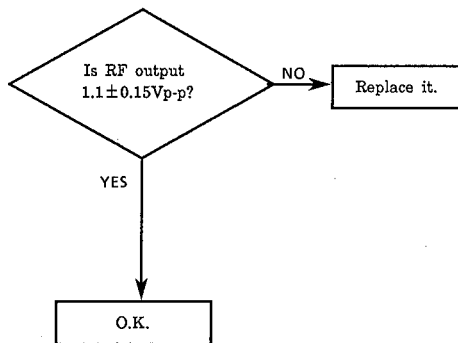 Is RF output
1.1±0.15Vp-p?
NO
Replace it.
YES
O.K.